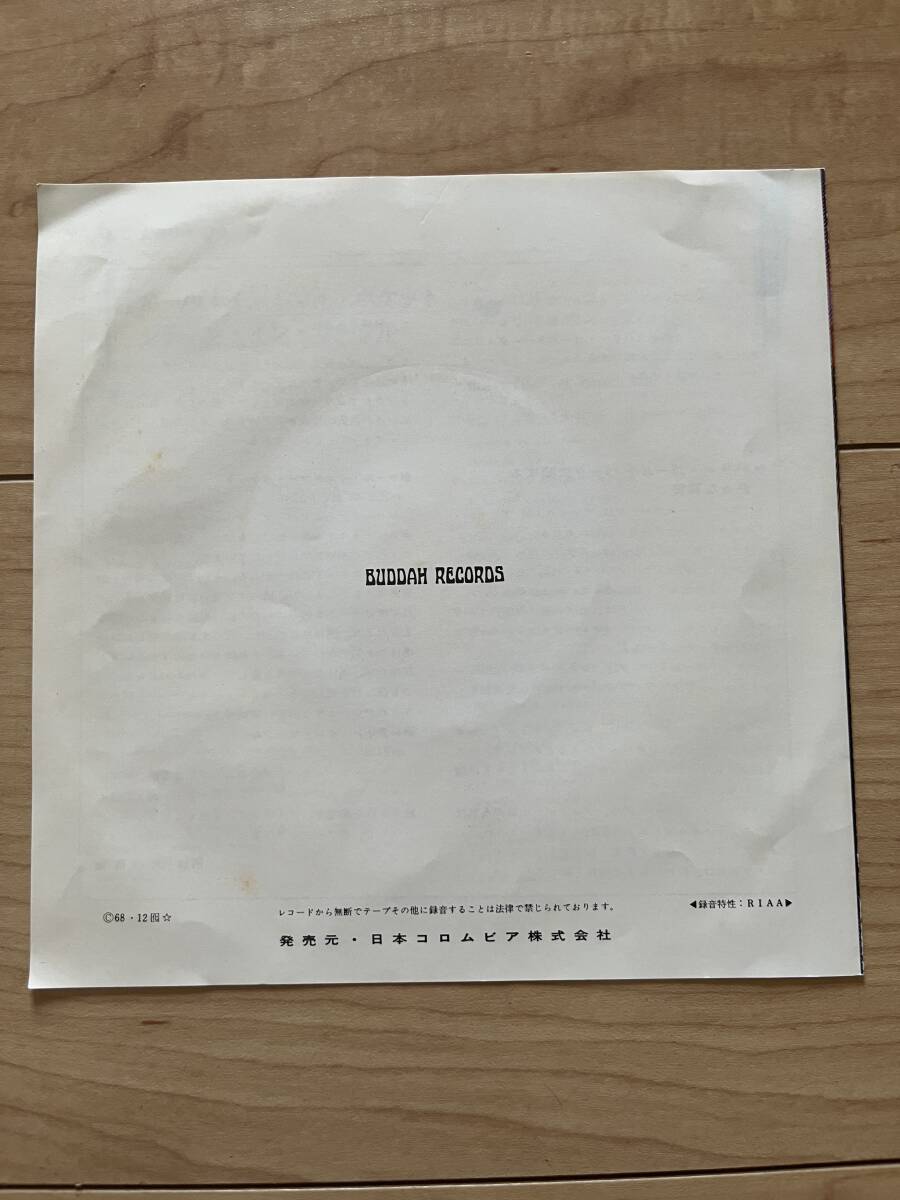 BUDDAH RECORDS
©68・12 ☆
レコードから無断でテープその他に録音することは法律で禁じられております。
◀録音特性：RIAA▶
発売元・日本コロムビア株式会社